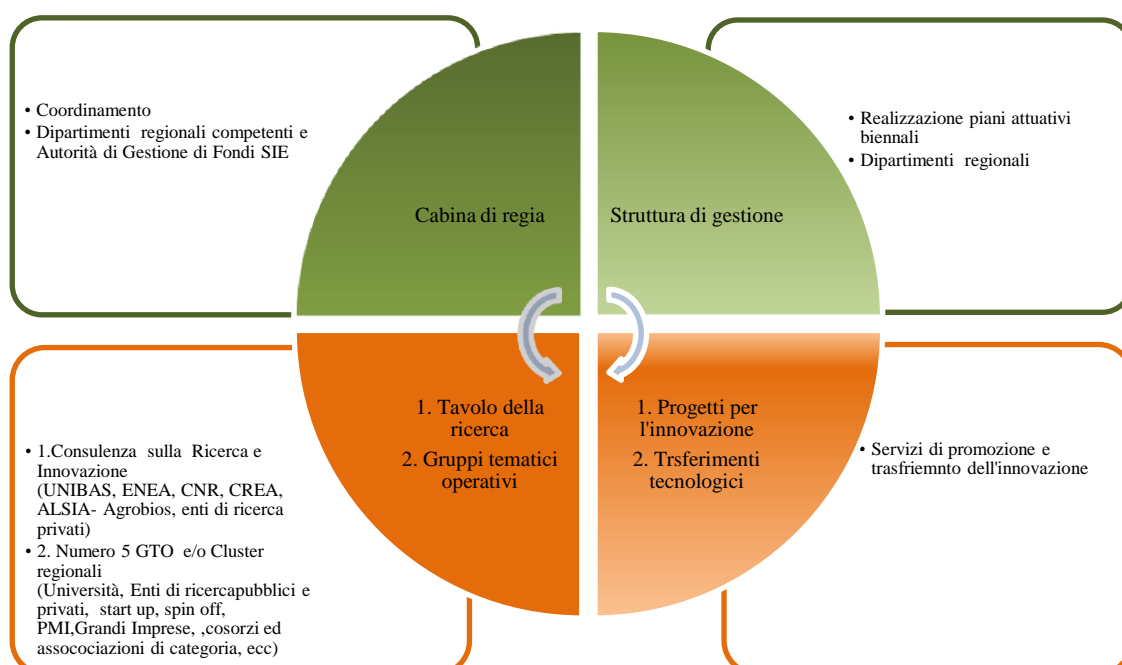 • Coordinamento
• Dipartimenti regionali competenti e
Autorità di Gestione di Fondi SIE
Cabina di regia
Struttura di gestione
• Realizzazione piani attuativi
biennali
• Dipartimenti regionali
• 1.Consulenza sulla Ricerca e
Innovazione
(UNIBAS, ENEA, CNR, CREA,
ALSIA- Agrobios, enti di ricerca
privati)
• 2. Numero 5 GTO e/o Cluster
regionali
(Università, Enti di ricercapubblici e
privati, start up, spin off,
PMI,Grandi Imprese, ,cosorzi ed
assocociazioni di categoria, ecc)
1. Tavolo della
ricerca
2. Gruppi tematici
operativi
1. Progetti per
l'innovazione
2. Trsferimenti
tecnologici
• Servizi di promozione e
trasfriemnto dell'innovazione